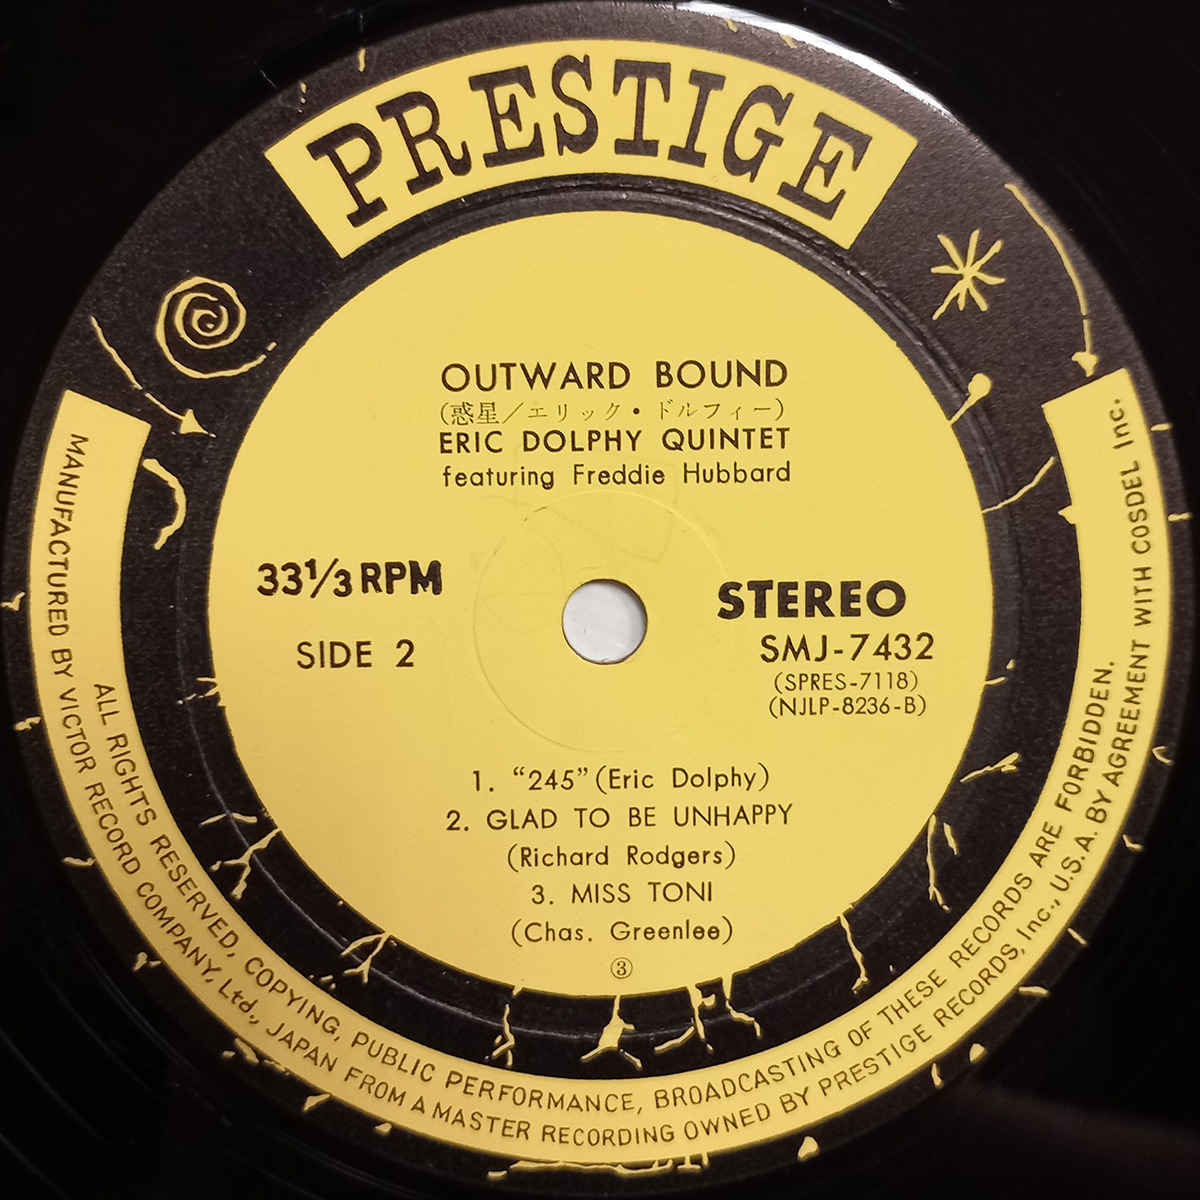 PRESTIGE
OUTWARD BOUND
(惑星／エリック・ドルフィー)
ERIC DOLPHY QUINTET
featuring Freddie Hubbard
33⅓ RPM
SIDE 2
STEREO
SMJ-7432
(SPRES-7118)
(NJLP-8236-B)
1. “245” (Eric Dolphy)
2. GLAD TO BE UNHAPPY
(Richard Rodgers)
3. MISS TONI
(Chas. Greenlee)
③
ALL RIGHTS RESERVED, COPYING, PUBLIC PERFORMANCE, BROADCASTING OF THESE RECORDS ARE FORBIDDEN.
MANUFACTURED BY VICTOR RECORD COMPANY, Ltd., JAPAN FROM A MASTER RECORDING OWNED BY PRESTIGE RECORDS, Inc., U.S.A. BY AGREEMENT WITH COSDEL Inc.